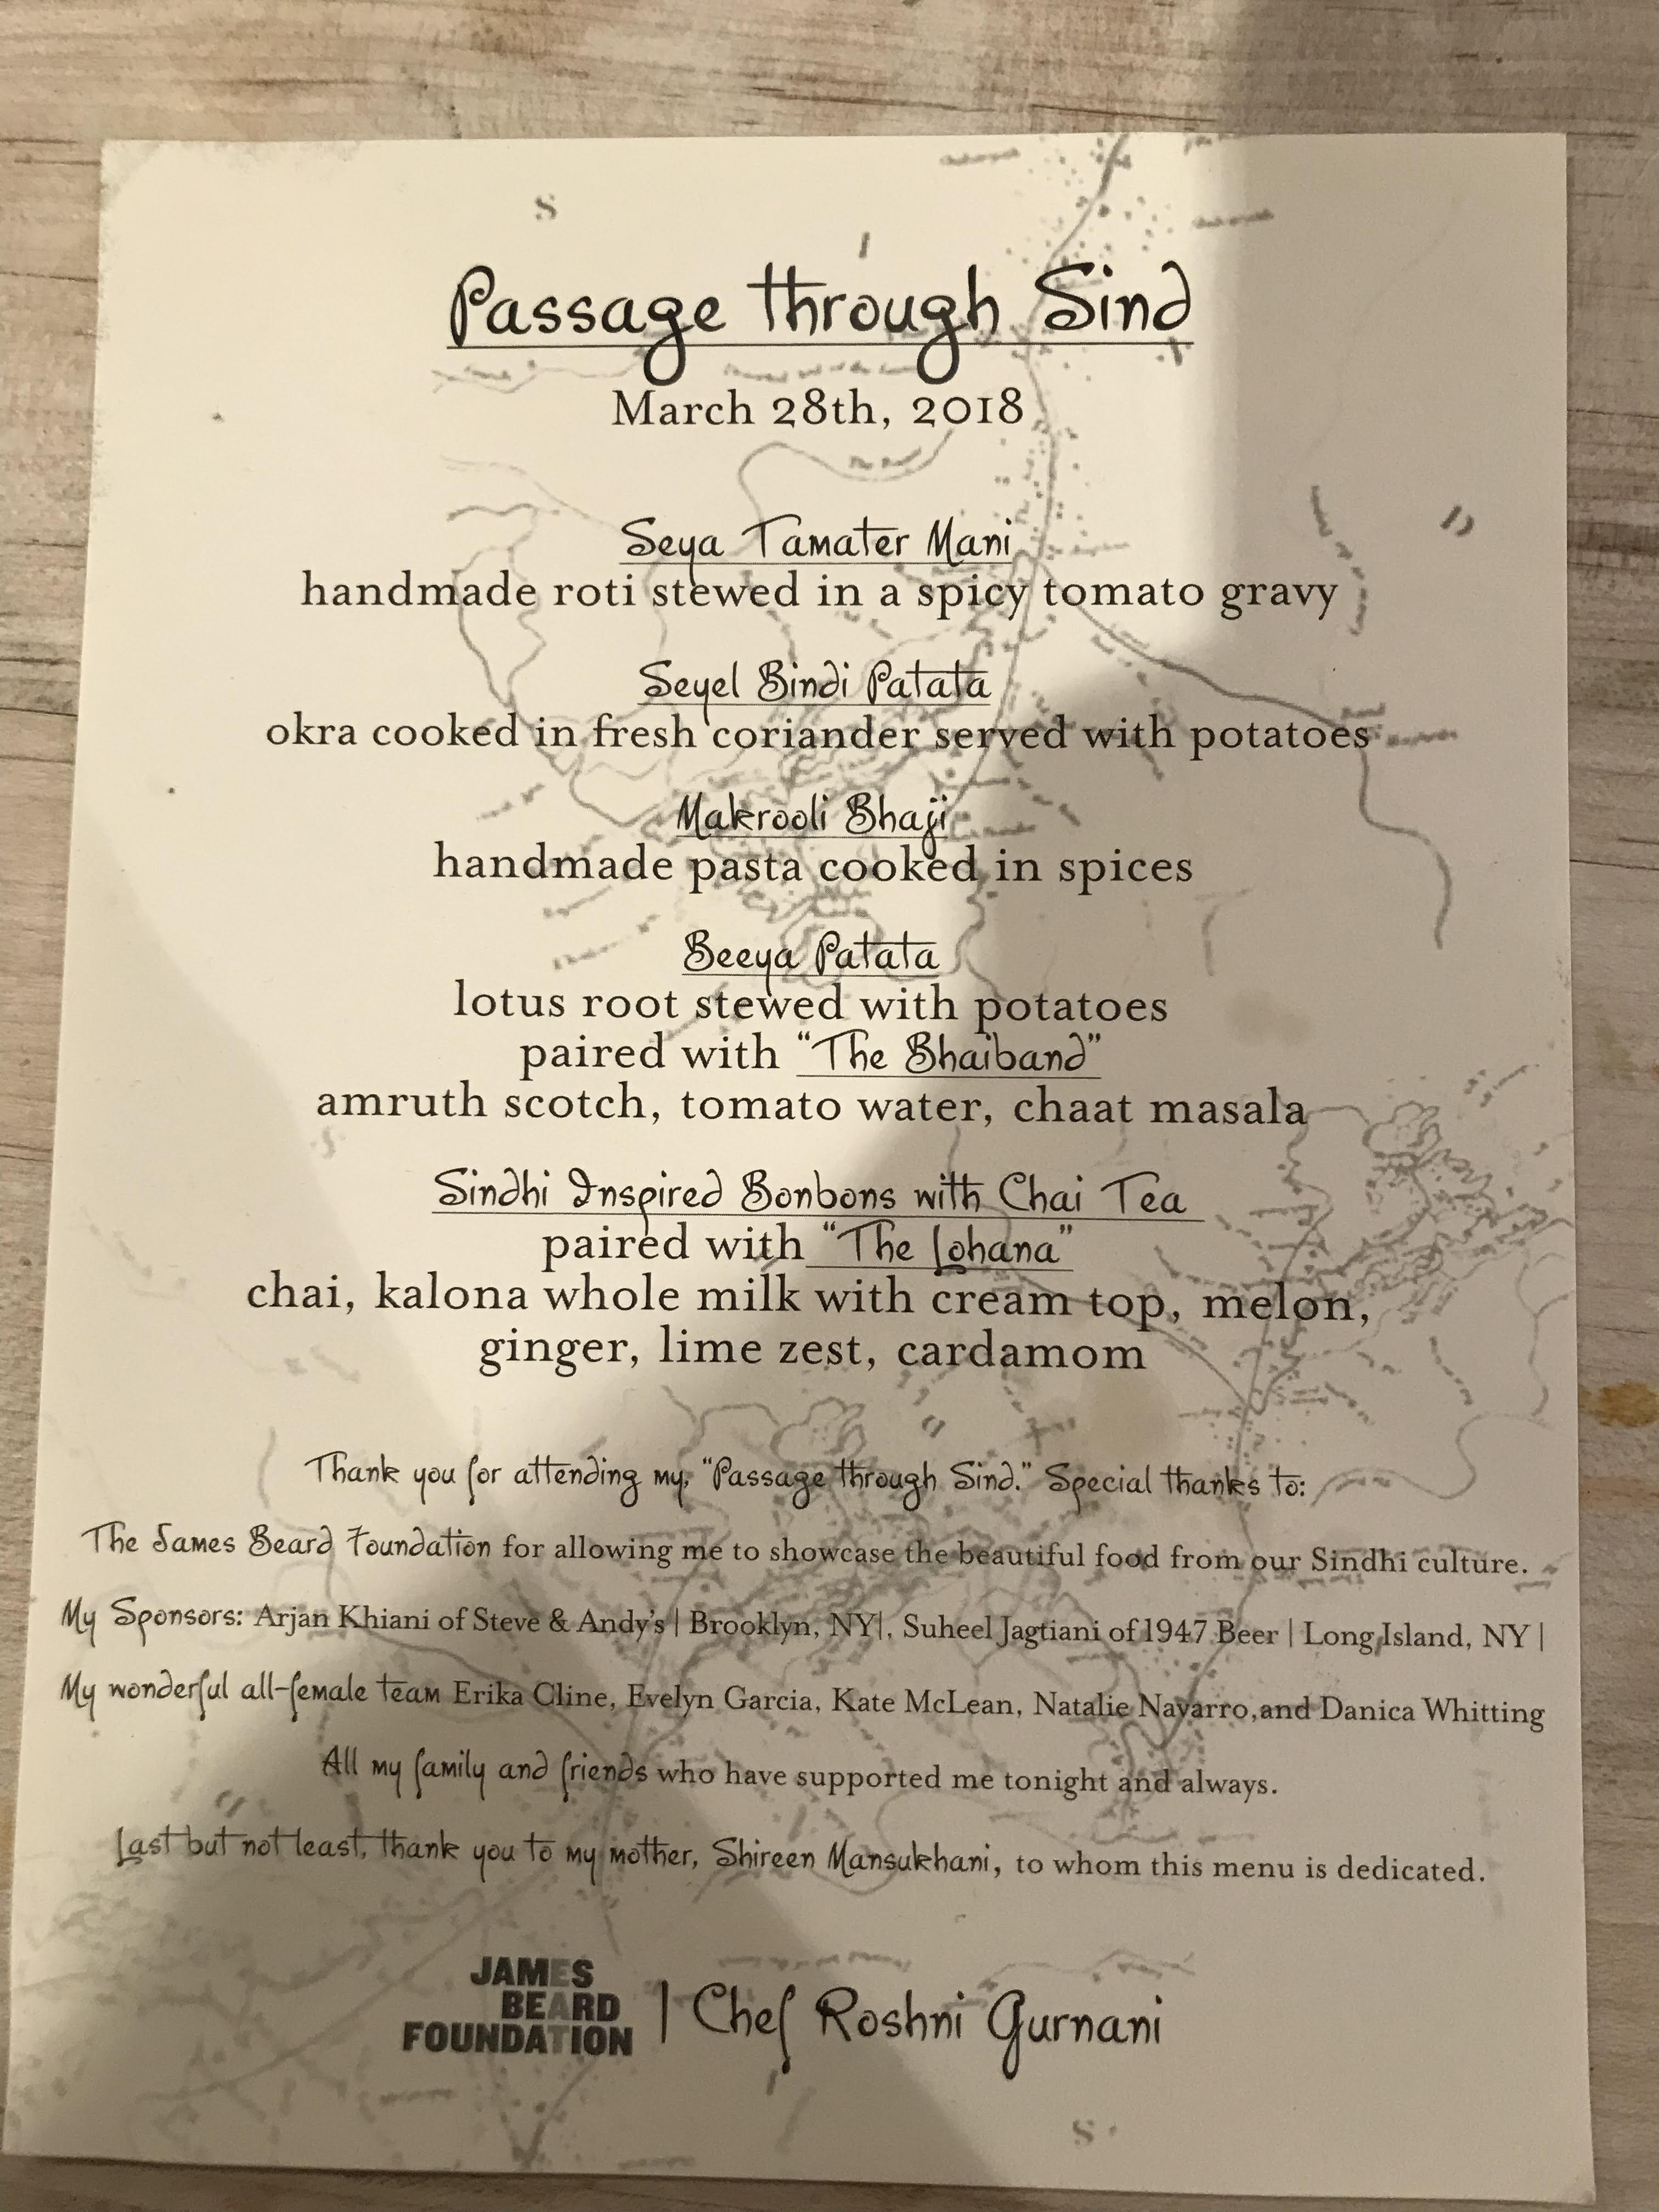 Passage through Sind
March 28th, 2018
Seya Tamater Mani
handmade roti stewed in a spicy tomato gravy
Seyel Bindi Patata
okra cooked in fresh coriander served with potatoes
Makrooli Bhaji
handmade pasta cooked in spices
Beeya Patata
lotus root stewed with potatoes
paired with “The Bhaiband”
amruth scotch, tomato water, chaat masala
Sindhi Inspired Bonbons with Chai Tea
paired with “The Lohana”
chai, kalona whole milk with cream top, melon,
ginger, lime zest, cardamom
Thank you for attending my, “Passage through Sind.” Special thanks to:
The James Beard Foundation for allowing me to showcase the beautiful food from our Sindhi culture.
My Sponsors: Arjan Khiani of Steve & Andy’s | Brooklyn, NY|, Suheel Jagtiani of 1947 Beer | Long Island, NY |
My wonderful all-female team Erika Cline, Evelyn Garcia, Kate McLean, Natalie Navarro,and Danica Whitting
All my family and friends who have supported me tonight and always.
Last but not least, thank you to my mother, Shireen Mansukhani, to whom this menu is dedicated.
JAMES
BEARD
FOUNDATION | Chef Roshni Gurnani